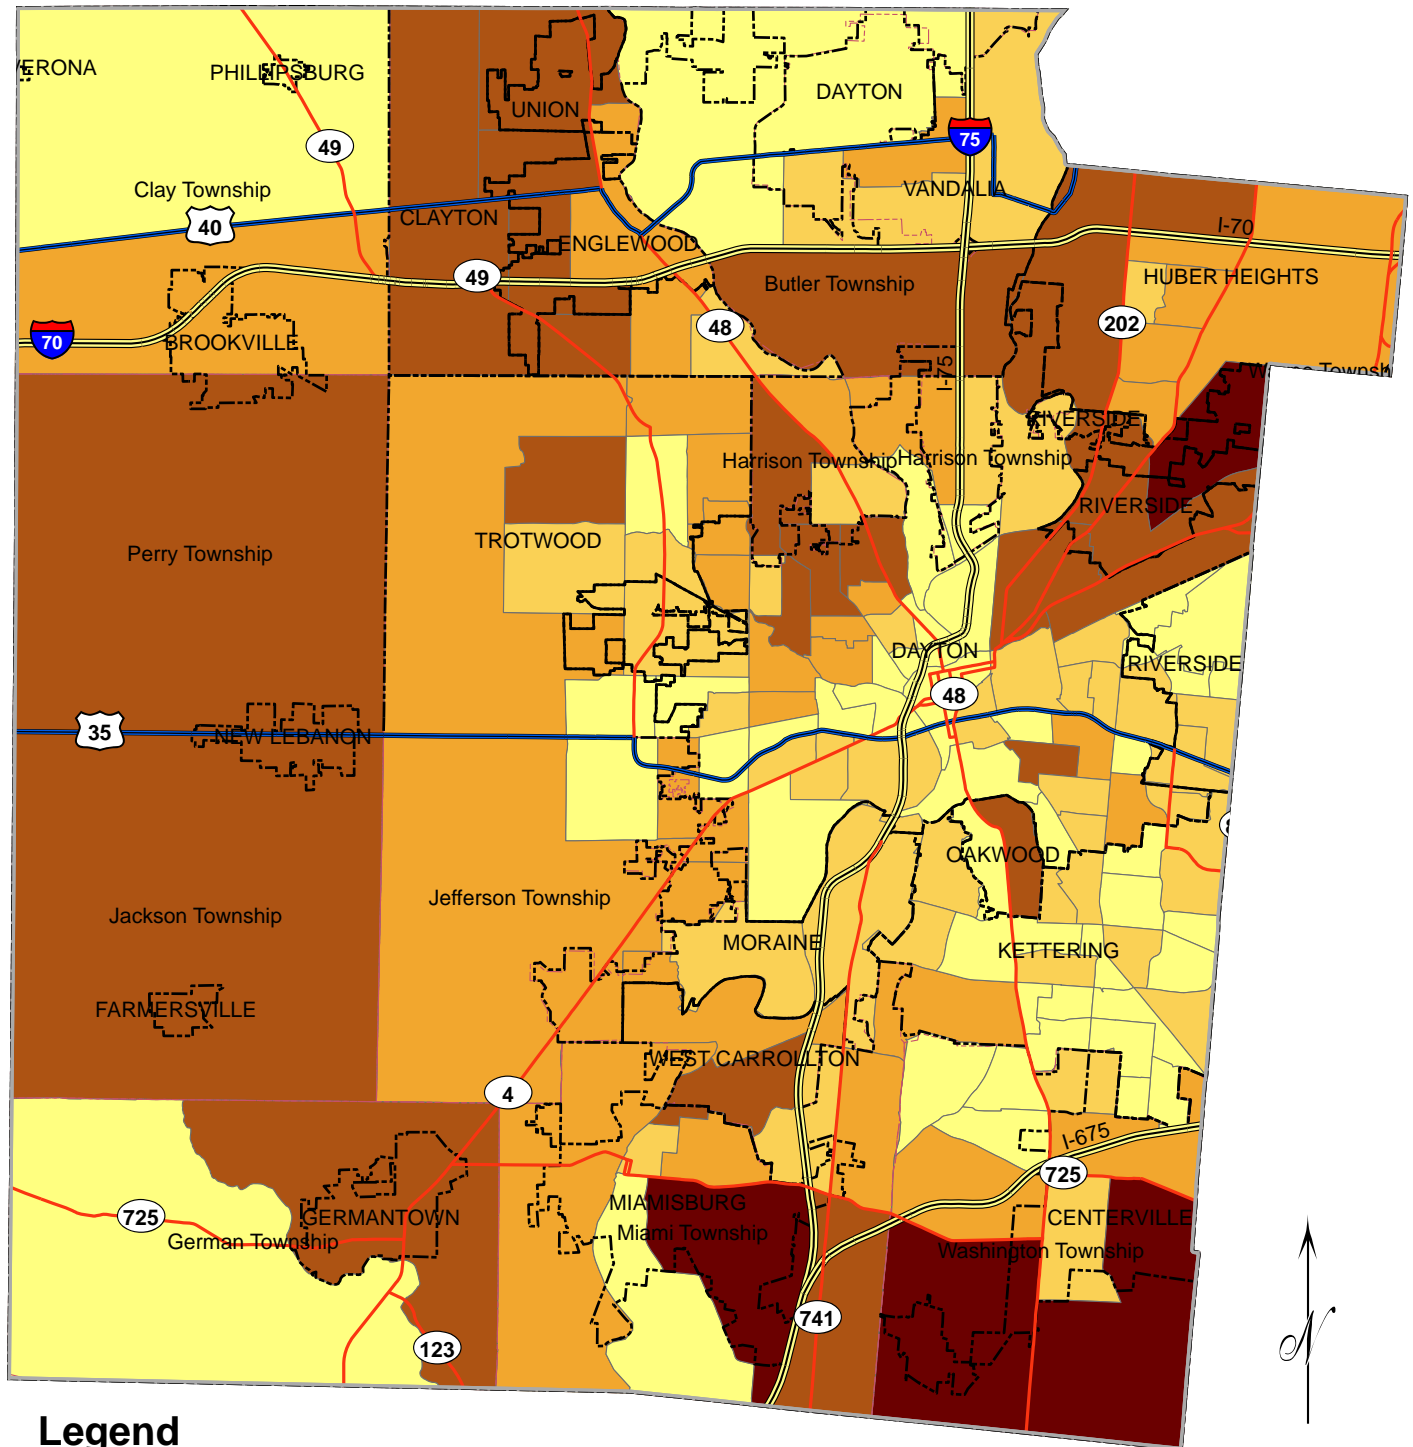 VERONA
PHILLIPSBURG
UNION
DAYTON
75
49
Clay Township
40
CLAYTON
VANDALIA
ENGLEWOOD
I-70
49
Butler Township
HUBER HEIGHTS
48
202
70
BROOKVILLE
I-75
RIVERSIDE
Harrison Township
Harrison Township
RIVERSIDE
TROTWOOD
Perry Township
DAYTON
RIVERSIDE
48
35
NEW LEBANON
OAKWOOD
Jefferson Township
Jackson Township
MORAINE
KETTERING
FARMERSVILLE
WEST CARROLLTON
4
I-675
725
MIAMISBURG
725
GERMANTOWN
CENTERVILLE
Miami Township
German Township
Washington Township
741
123
N
Legend